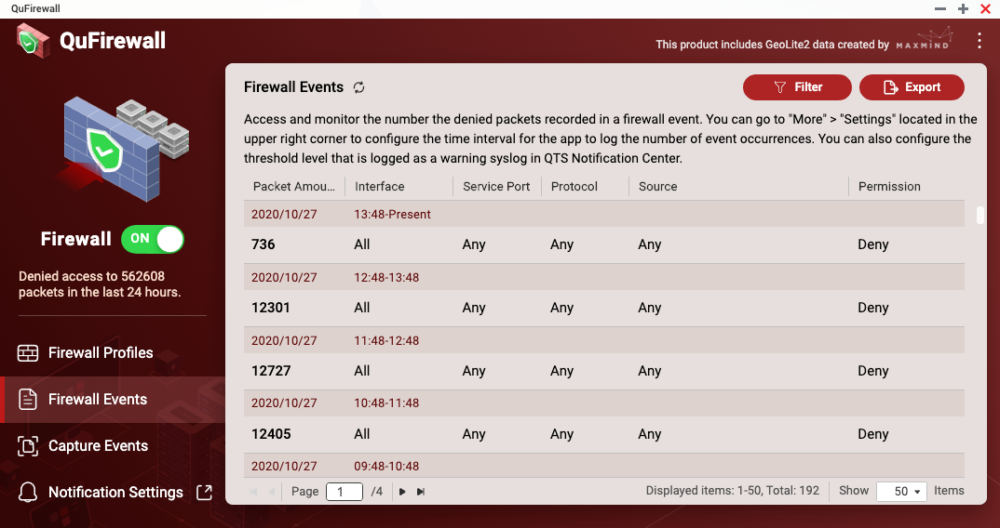 QuFirewall
QuFirewall
This product includes GeoLite2 data created by MAXMIND
Firewall Events
Filter
Export
Access and monitor the number the denied packets recorded in a firewall event. You can go to "More" > "Settings" located in the
upper right corner to configure the time interval for the app to log the number of event occurrences. You can also configure the
threshold level that is logged as a warning syslog in QTS Notification Center.
Packet Amou... Interface Service Port Protocol Source Permission
2020/10/27 13:48-Present
736 All Any Any Any Deny
2020/10/27 12:48-13:48
12301 All Any Any Any Deny
2020/10/27 11:48-12:48
12727 All Any Any Any Deny
2020/10/27 10:48-11:48
12405 All Any Any Any Deny
2020/10/27 09:48-10:48
Page 1 /4 Displayed items: 1-50, Total: 192 Show 50 Items
Firewall ON
Denied access to 562608
packets in the last 24 hours.
Firewall Profiles
Firewall Events
Capture Events
Notification Settings